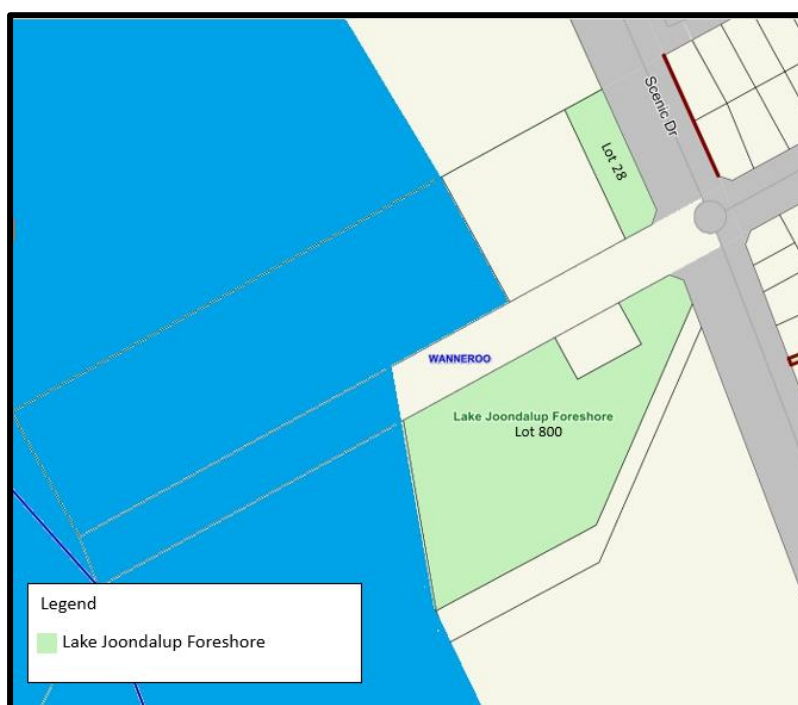 Scenic Dr
Lot 28
WANNEROO
Lake Joondalup Foreshore
Lot 800
Legend
Lake Joondalup Foreshore